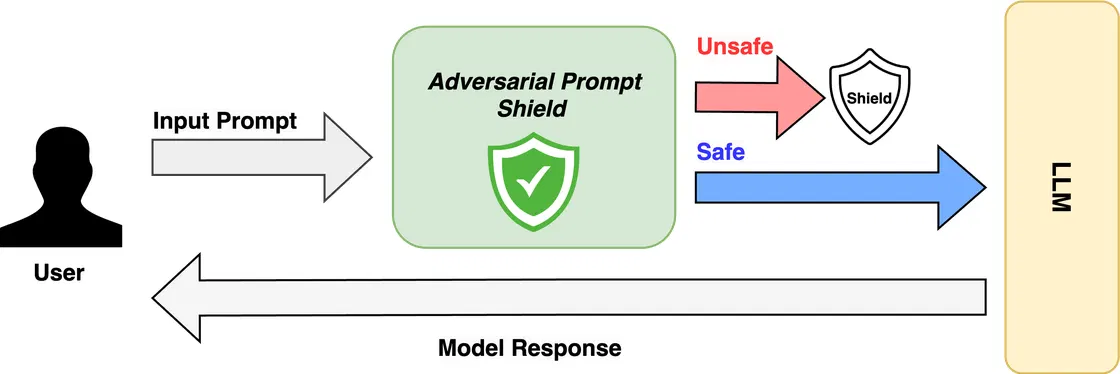 User
Input Prompt
Adversarial Prompt
Shield
Unsafe
Shield
Safe
LLM
Model Response